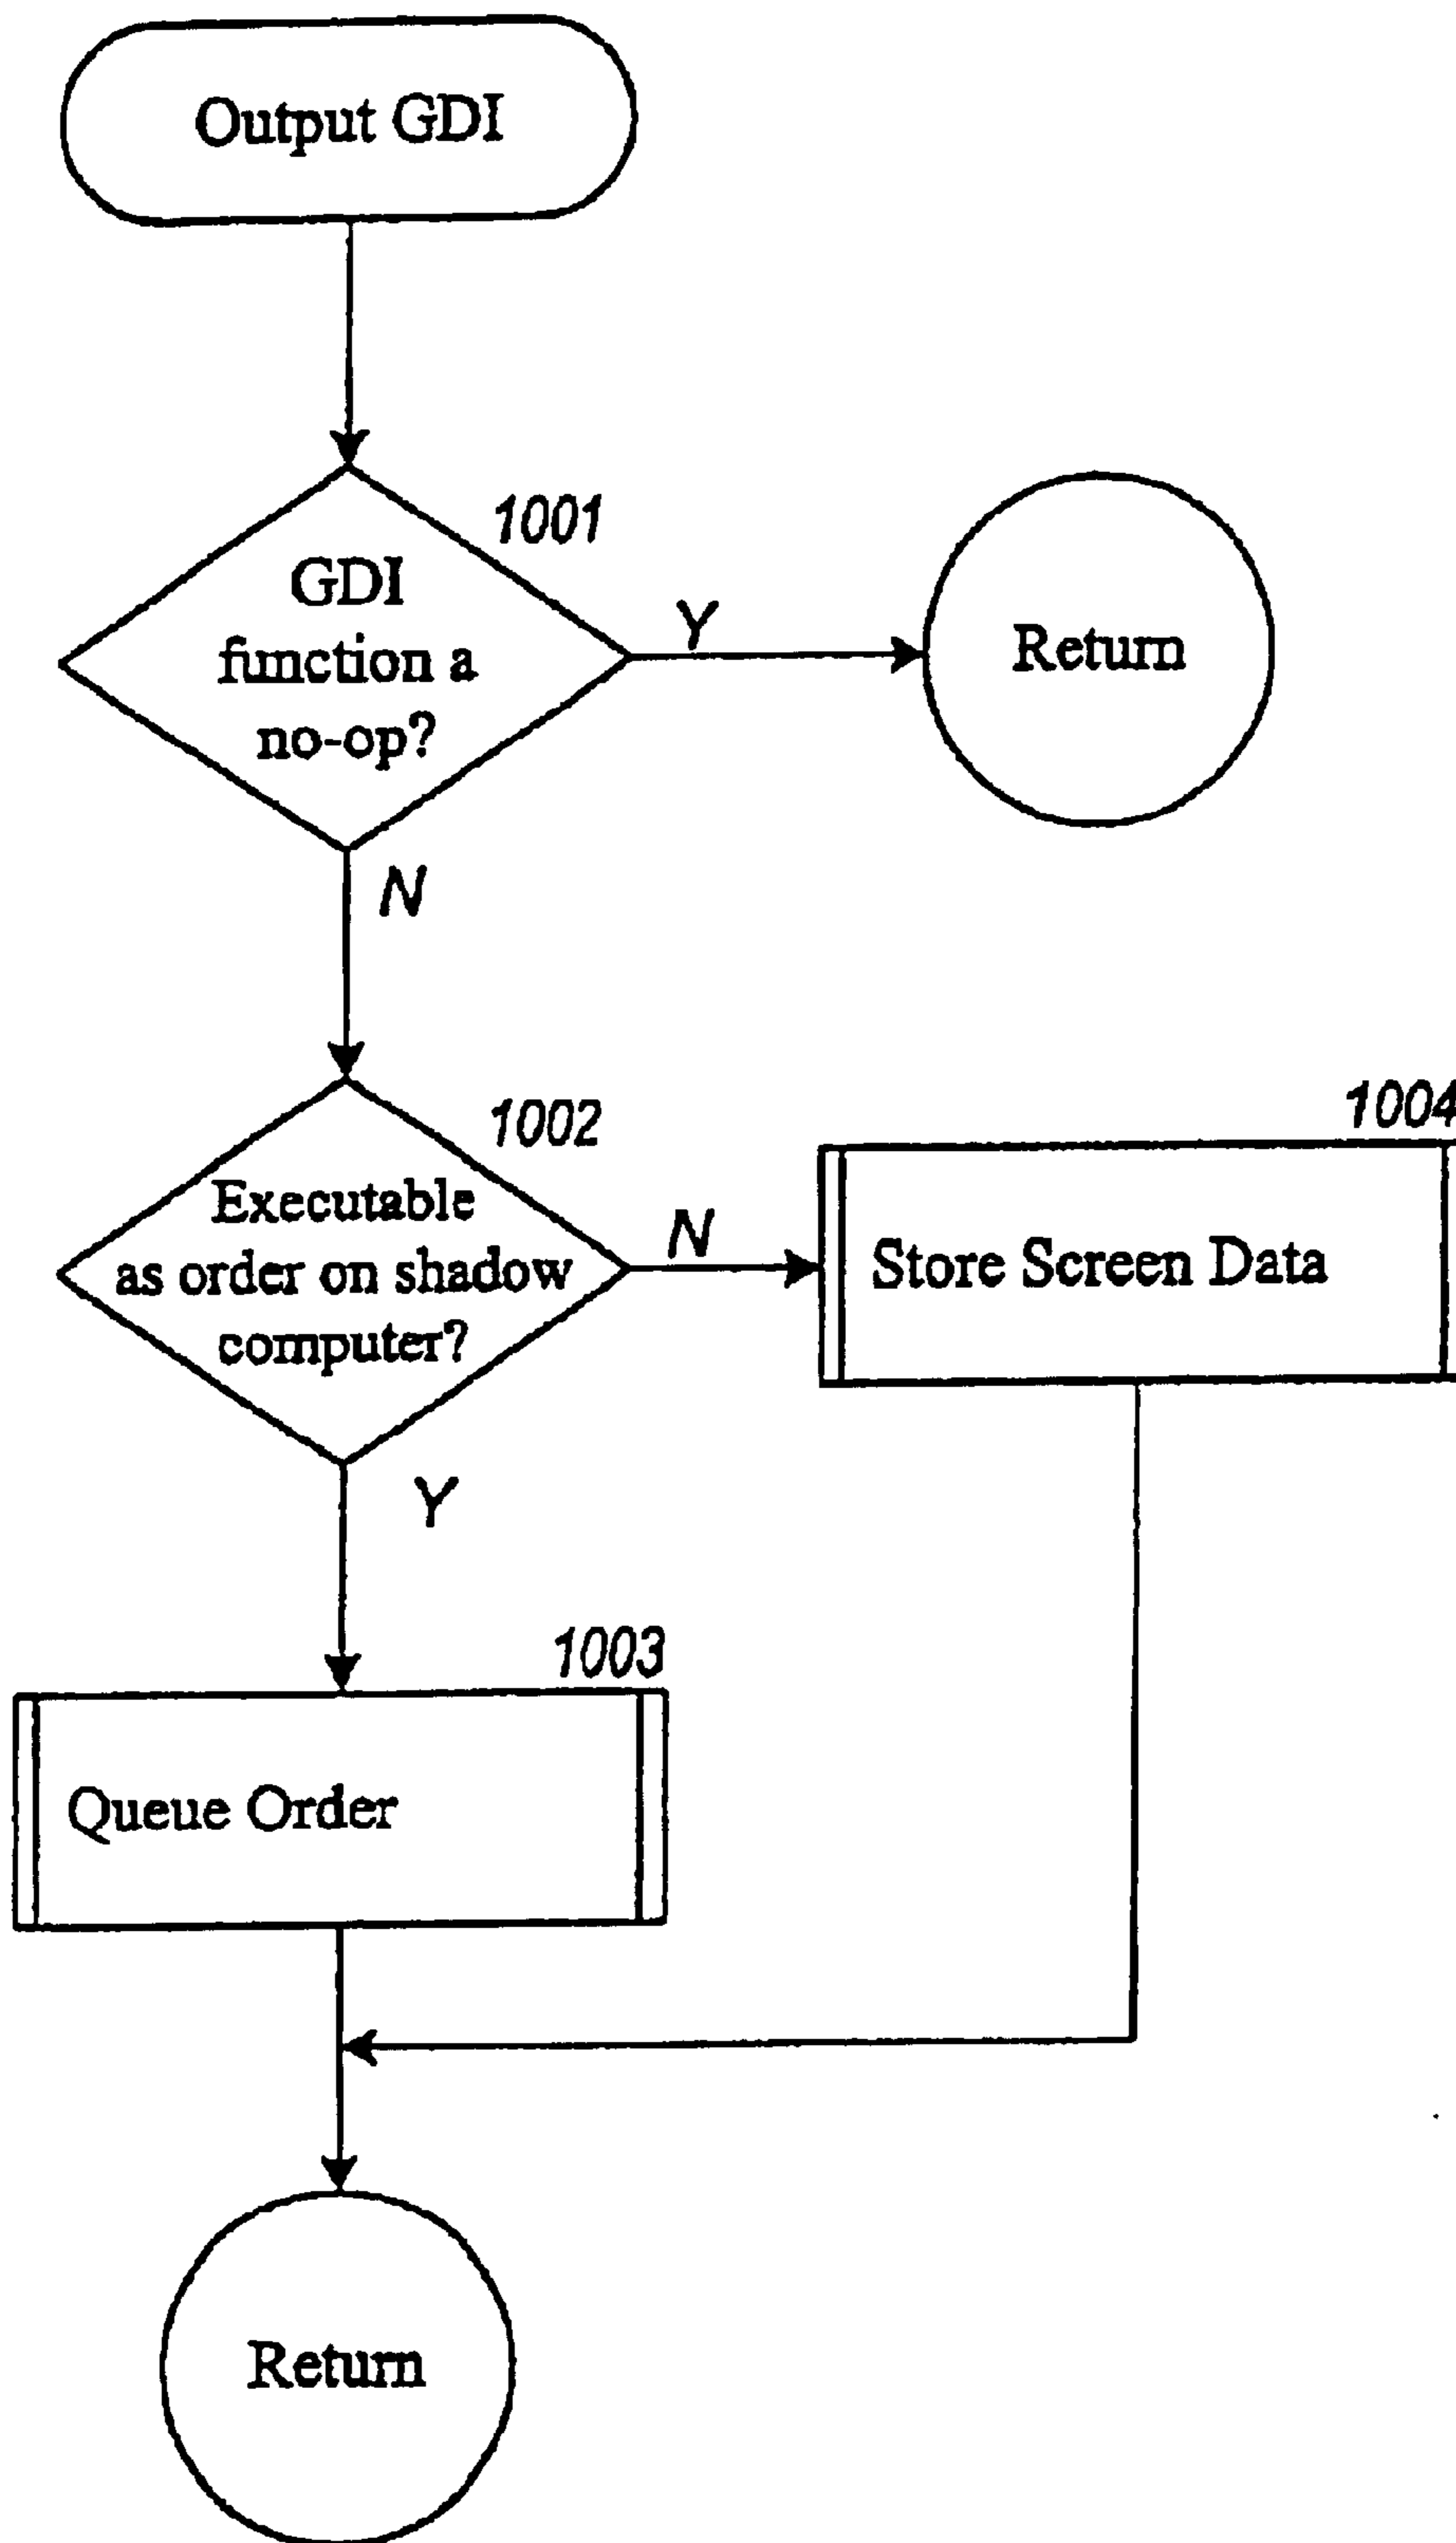 Output GDI
1001
GDI
function a
no-op?
Y
Return
N
1002
Executable
as order on shadow
computer?
N
1004
Store Screen Data
Y
1003
Queue Order
Return